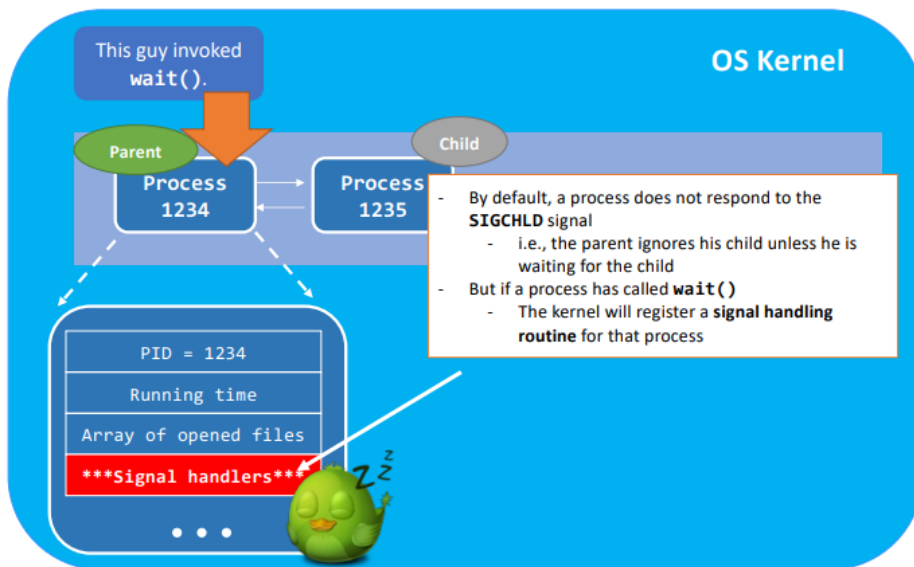 This guy invoked
wait().
OS Kernel
Parent
Child
Process
1234
Process
1235
- By default, a process does not respond to the
SIGCHLD signal
- i.e., the parent ignores his child unless he is
waiting for the child
- But if a process has called wait()
- The kernel will register a signal handling
routine for that process
PID = 1234
Running time
Array of opened files
***Signal handlers***
• • •
z z z